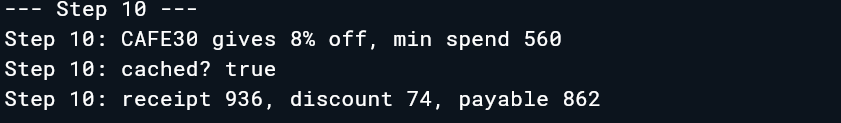 --- Step 10 ---
Step 10: CAFE30 gives 8% off, min spend 560
Step 10: cached? true
Step 10: receipt 936, discount 74, payable 862